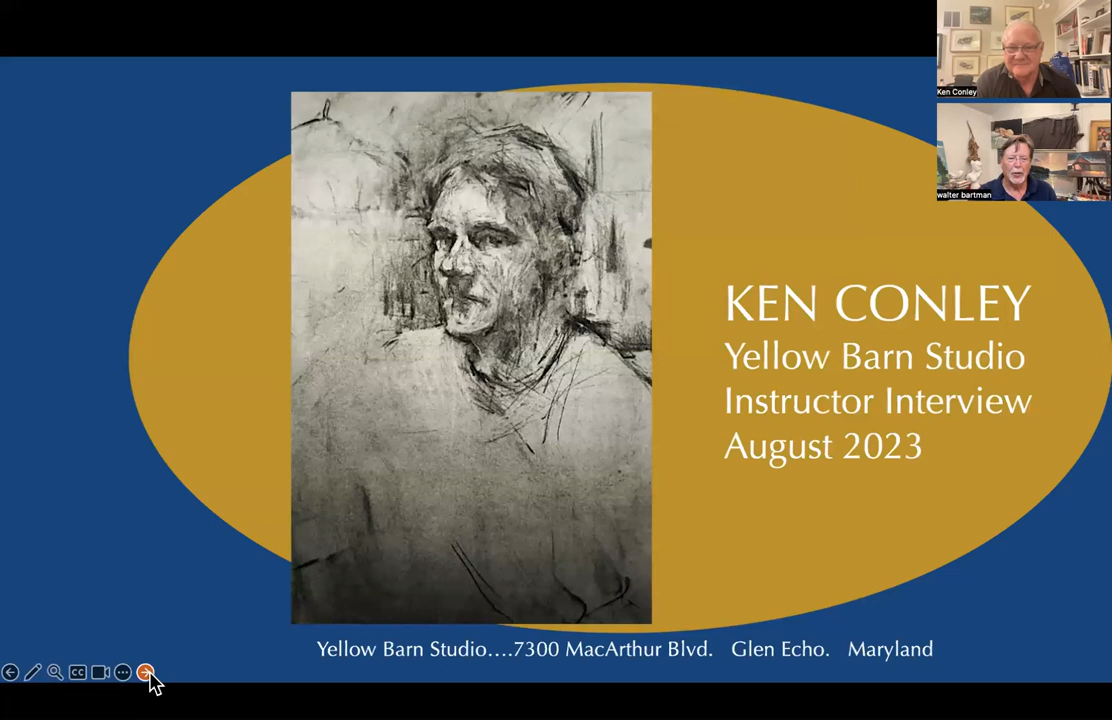 Ken Conley
walter bartman
KEN CONLEY
Yellow Barn Studio
Instructor Interview
August 2023
Yellow Barn Studio....7300 MacArthur Blvd. Glen Echo. Maryland
CC